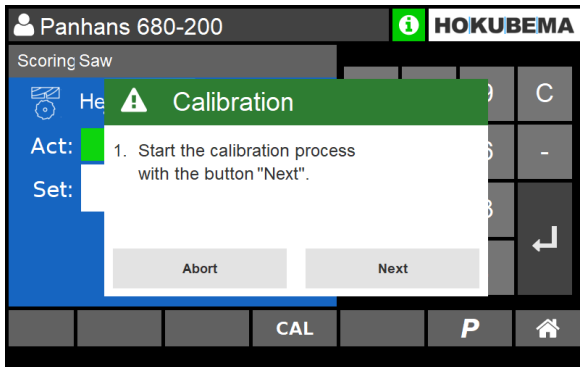 Panhans 680-200
i HOKUBEMA
Scoring Saw
He
Calibration
C
Act:
1. Start the calibration process
with the button "Next".
-
Set:
Abort Next
CAL P